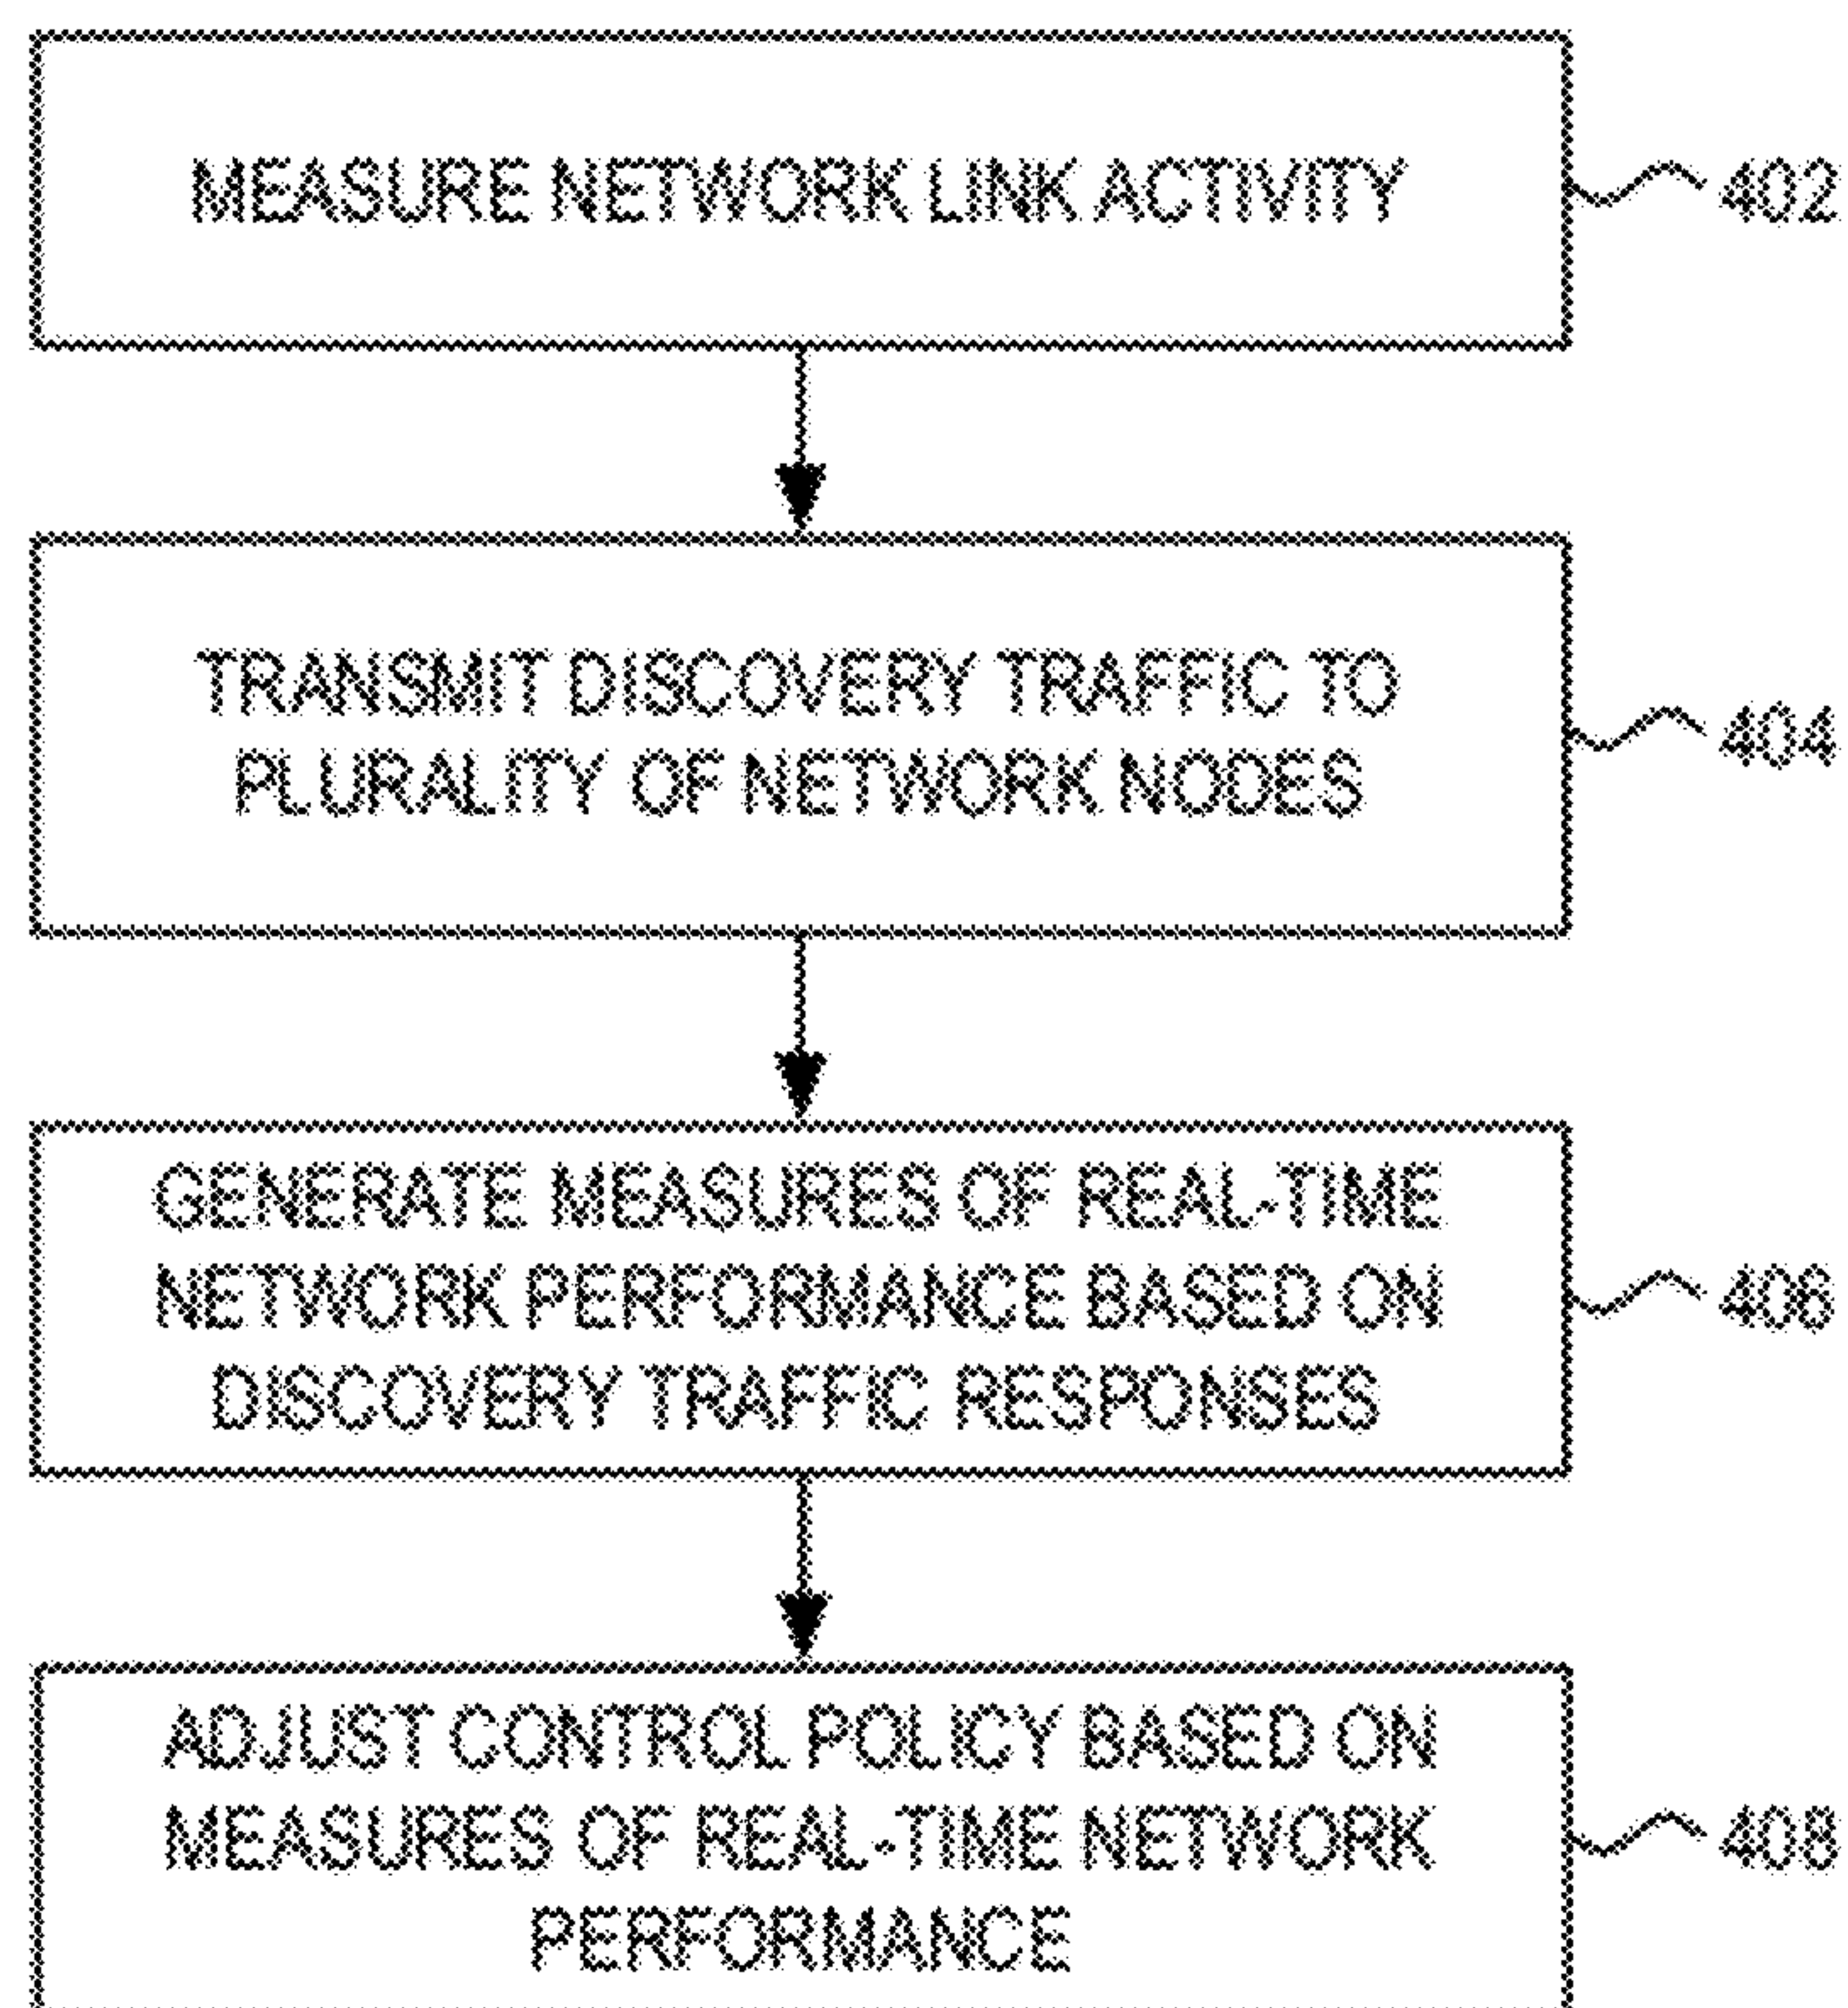 MEASURE NETWORK LINK ACTIVITY
402
TRANSMIT DISCOVERY TRAFFIC TO
PLURALITY OF NETWORK NODES
404
GENERATE MEASURES OF REAL-TIME
NETWORK PERFORMANCE BASED ON
DISCOVERY TRAFFIC RESPONSES
406
ADJUST CONTROL POLICY BASED ON
MEASURES OF REAL-TIME NETWORK
PERFORMANCE
408